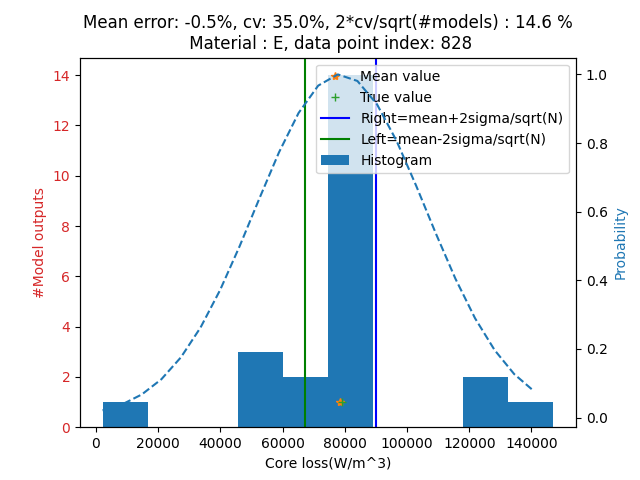 Mean error: -0.5%, cv: 35.0%, 2*cv/sqrt(#models) : 14.6 %
Material : E, data point index: 828
Mean value
True value
Right=mean+2sigma/sqrt(N)
Left=mean-2sigma/sqrt(N)
Histogram
#Model outputs
14
12
10
8
6
4
2
0
1.0
0.8
0.6
0.4
0.2
0.0
Probability
0 20000 40000 60000 80000 100000 120000 140000
Core loss(W/m^3)